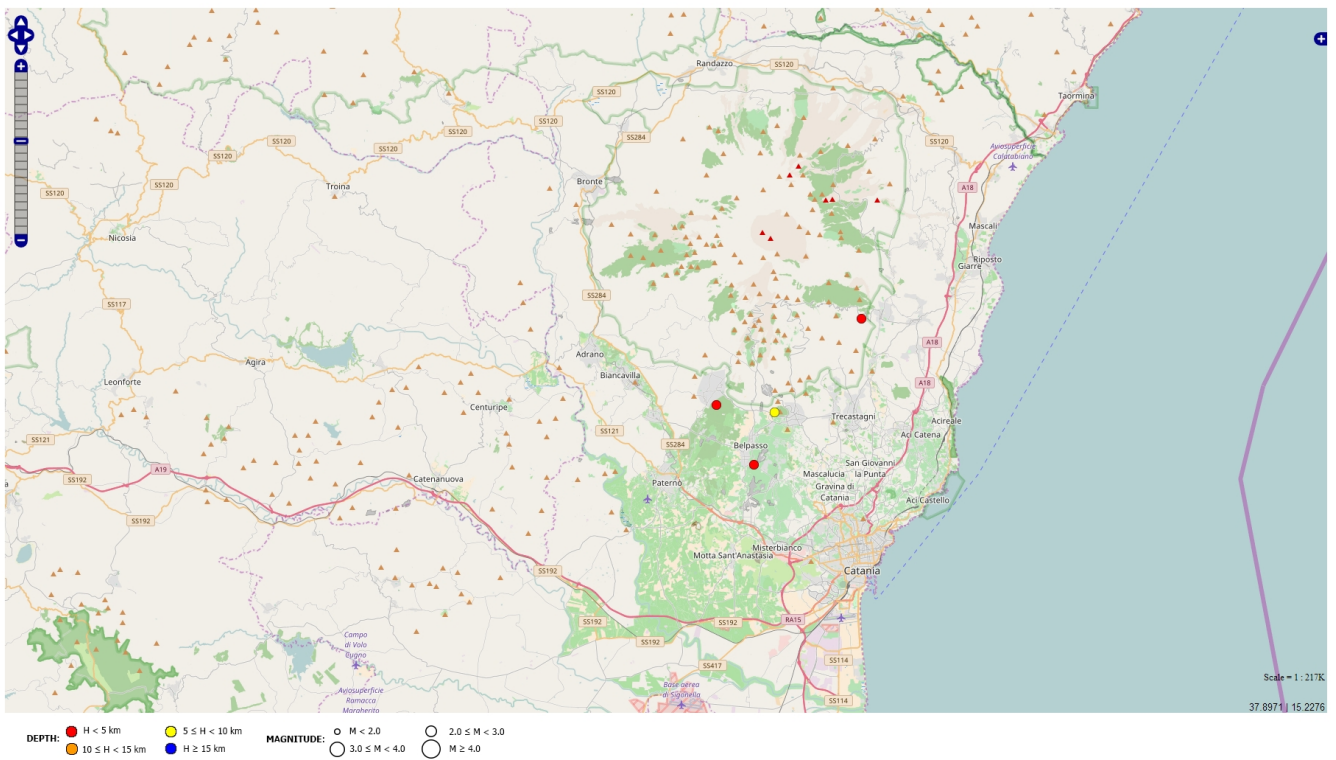 Randazzo
SS120
SS120
Taormina
SS120
SS120
SS284
SS120
SS120
SS120
Aviosuperficie
Calatabiano
SS120
SS120
SS120
Troina
Bronte
A18
Nicosia
Mascali
Riposto
Giarre
SS117
SS284
A18
Adrano
Agira
Biancavilla
Leonforte
A18
Centuripe
Trecastagni
Acireale
SS121
SS121
SS284
Belpasso
Aci Catena
A19
San Giovanni
la Punta
SS192
Catenanuova
Paternò
Mascalucia
Gravina di
Catania
Aci Castello
SS192
Misterbianco
Motta Sant'Anastasia
SS192
Catania
SS192
SS192
RA15
Campo
di Volo
Cugno
SS192
SS417
SS114
Aviosuperficie
Ramacca
Margherito
Base aerea
di Sigonella
SS114
Scale = 1 : 217K
37.8971 | 15.2276
DEPTH: H < 5 km 5 ≤ H < 10 km
10 ≤ H < 15 km H ≥ 15 km
MAGNITUDE: M < 2.0 2.0 ≤ M < 3.0
3.0 ≤ M < 4.0 M ≥ 4.0